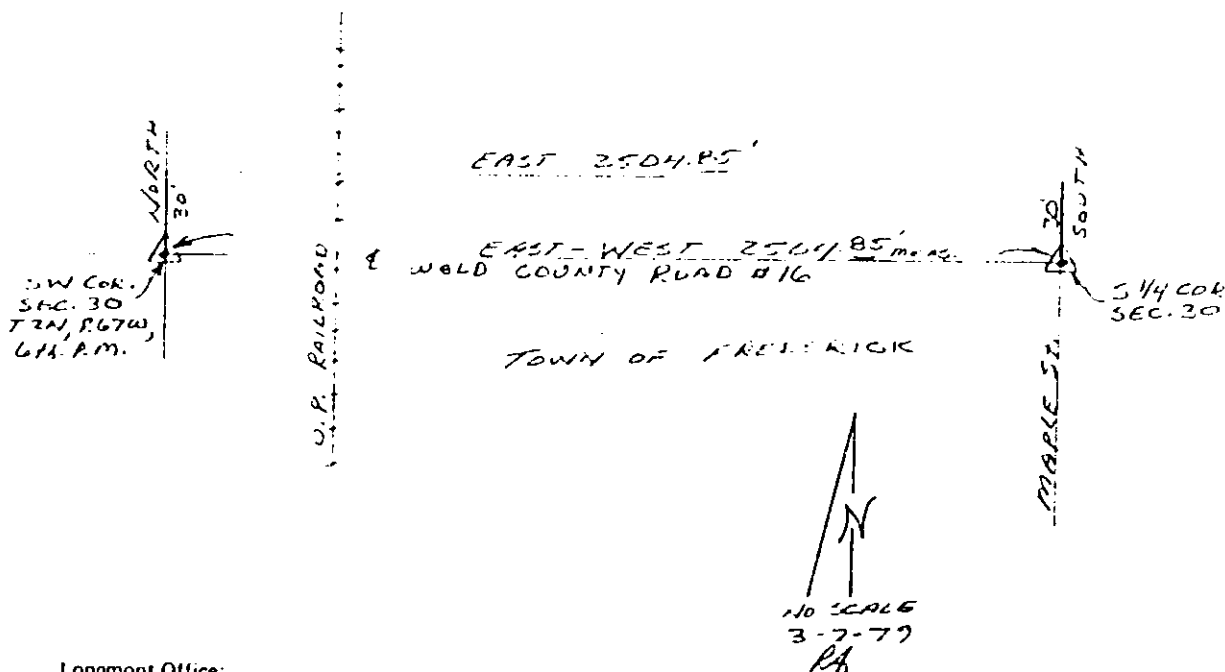 NORTH
30'
EAST 2504.85'
30'
SOUTH
EAST-WEST 2504.85' meas.
℄ WELD COUNTY ROAD #16
SW COR.
SEC. 30
T2N, R67W,
6th P.M.
S 1/4 COR.
SEC. 30
U.P. RAILROAD
TOWN OF FREDERICK
MAPLE ST.
N
NO SCALE
3-7-79
Longmont Office: